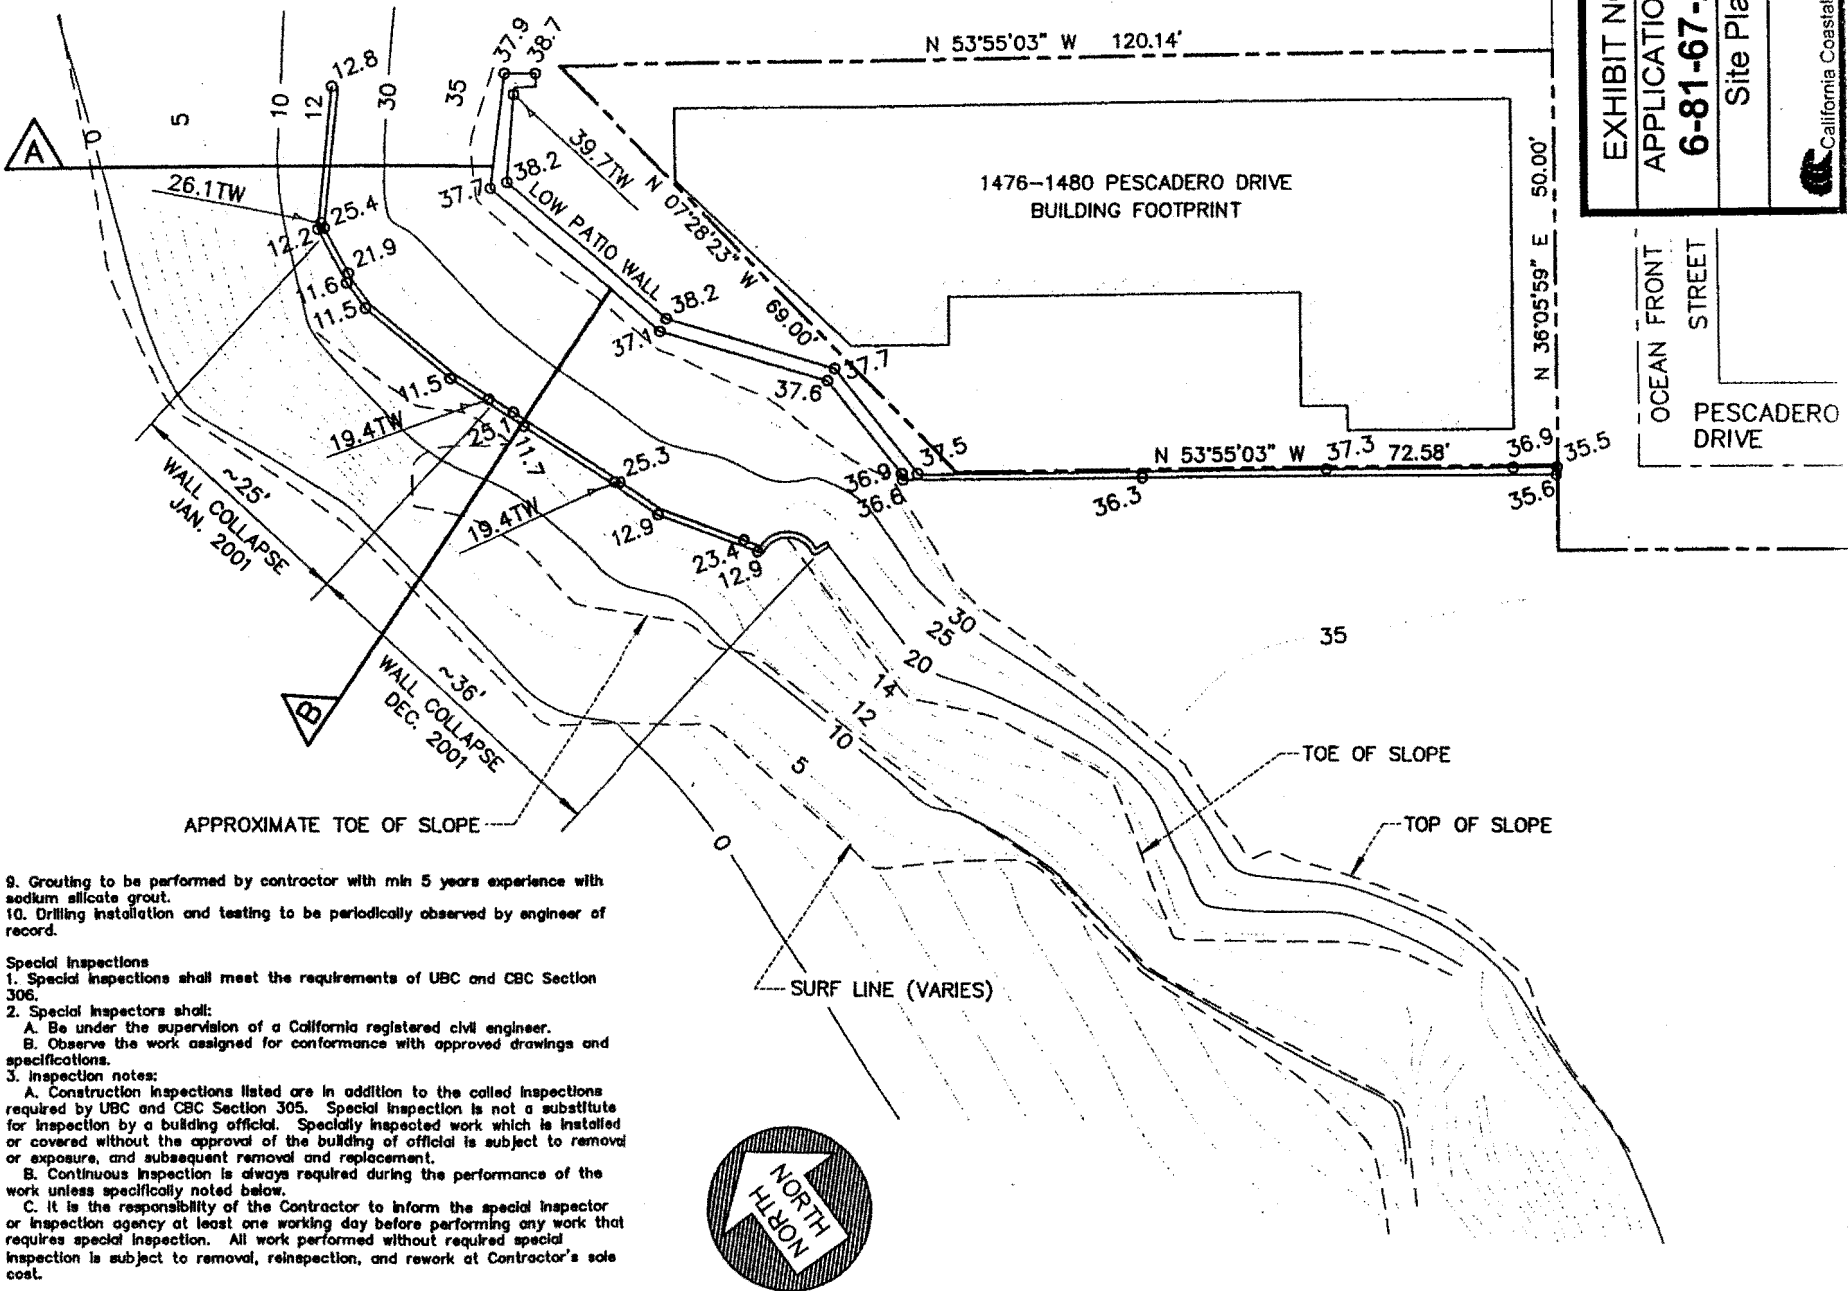 EXHIBIT NO
APPLICATIO
6-81-67-
Site Pla
California Coastal
N 53°55'03" W 120.14'
37.9
38.7
12.8
12
10
30
35
5
0
A
26.1TW
25.4
12.2
21.9
11.6
11.5
37.7
38.2
39.7TW
LOW PATIO WALL
N 07°28'23" W 69.00'
1476-1480 PESCADERO DRIVE
BUILDING FOOTPRINT
N 36°05'59" E 50.00'
OCEAN FRONT
STREET
PESCADERO
DRIVE
38.2
37.1
37.7
37.6
11.5
19.4TW
25.1
11.7
25.3
19.4TW
12.9
23.4
12.9
36.9
37.5
36.6
N 53°55'03" W 72.58'
37.3
36.9
35.5
36.3
35.6
~25'
WALL COLLAPSE
JAN. 2001
~36'
WALL COLLAPSE
DEC. 2001
B
30
25
20
14
12
10
5
0
35
TOE OF SLOPE
TOP OF SLOPE
APPROXIMATE TOE OF SLOPE
SURF LINE (VARIES)
9. Grouting to be performed by contractor with min 5 years experience with
sodium silicate grout.
10. Drilling installation and testing to be periodically observed by engineer of
record.
Special Inspections
1. Special inspections shall meet the requirements of UBC and CBC Section
306.
2. Special Inspectors shall:
A. Be under the supervision of a California registered civil engineer.
B. Observe the work assigned for conformance with approved drawings and
specifications.
3. Inspection notes:
A. Construction inspections listed are in addition to the called inspections
required by UBC and CBC Section 305. Special inspection is not a substitute
for inspection by a building official. Specially inspected work which is installed
or covered without the approval of the building of official is subject to removal
or exposure, and subsequent removal and replacement.
B. Continuous inspection is always required during the performance of the
work unless specifically noted below.
C. It is the responsibility of the Contractor to inform the special inspector
or inspection agency at least one working day before performing any work that
requires special inspection. All work performed without required special
inspection is subject to removal, reinspection, and rework at Contractor's sole
cost.
NORTH
NORTH